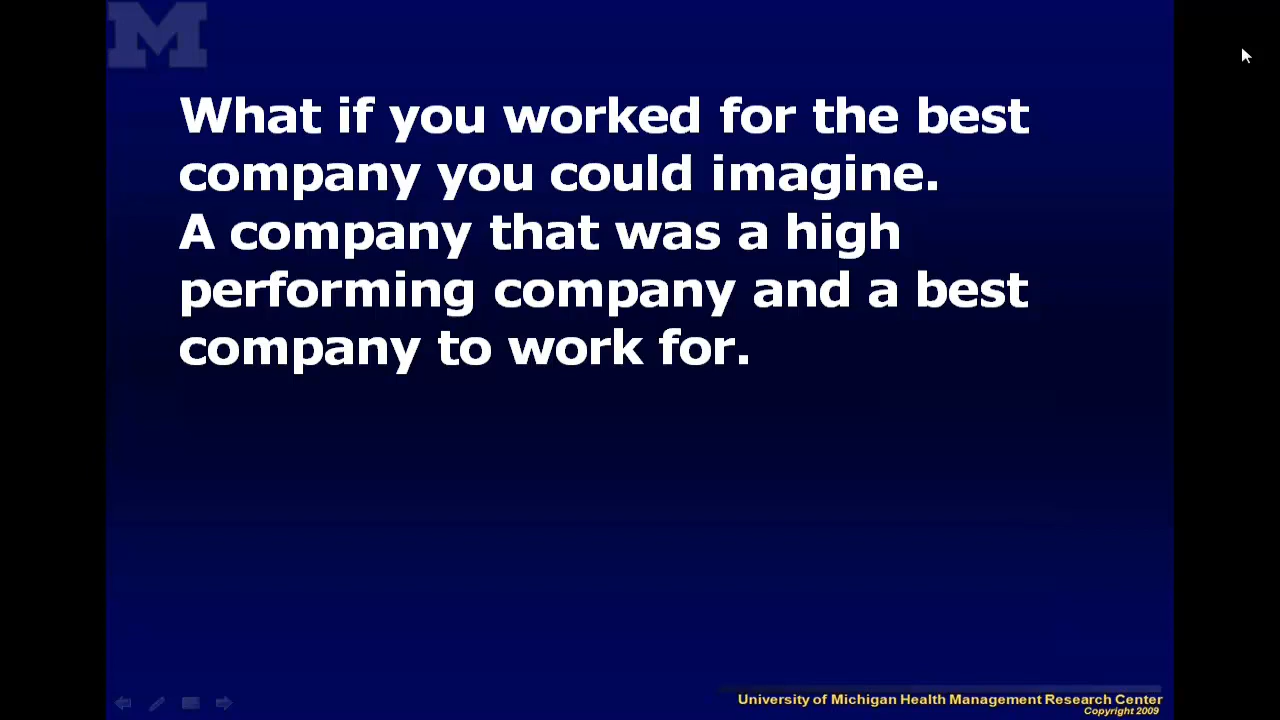 M
What if you worked for the best
company you could imagine.
A company that was a high
performing company and a best
company to work for.
University of Michigan Health Management Research Center
Copyright 2009